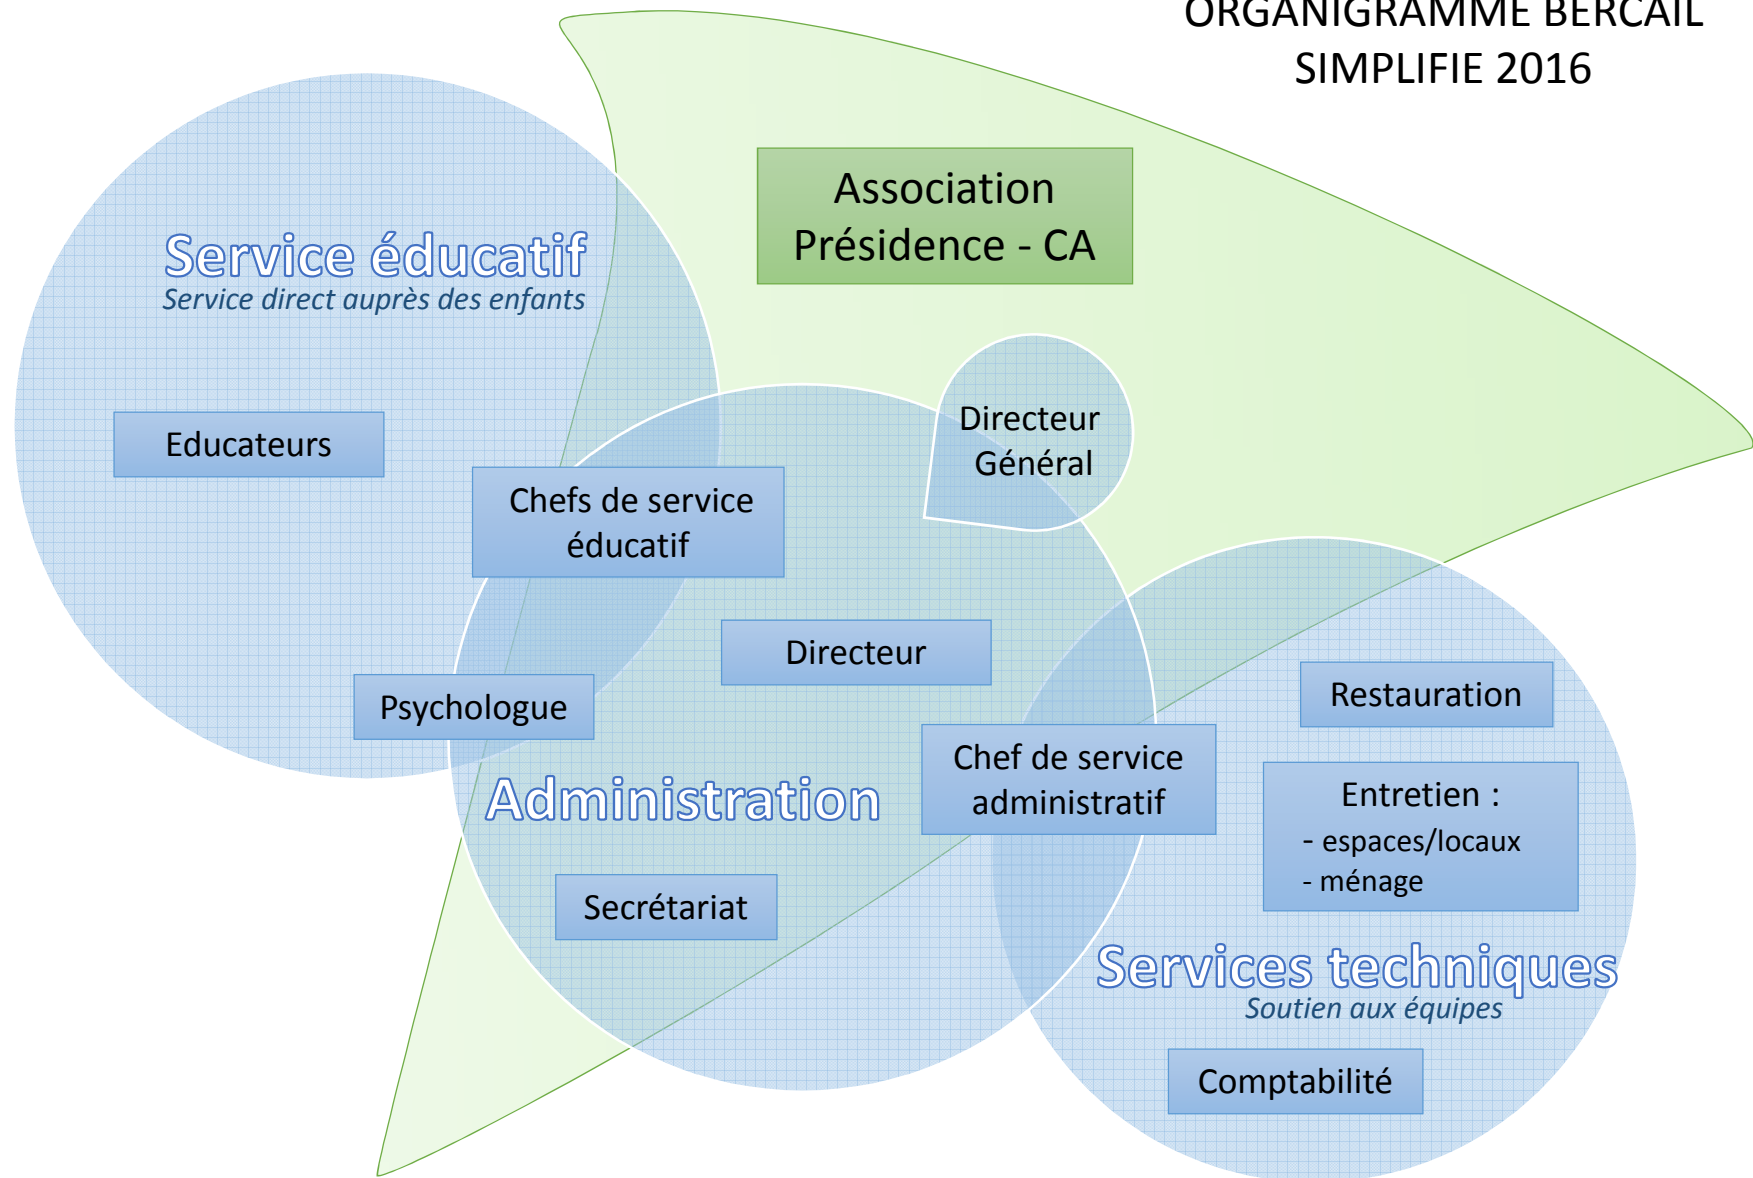 ORGANIGRAMME BERCAIL
SIMPLIFIE 2016
Association
Présidence - CA
Service éducatif
Service direct auprès des enfants
Directeur
Général
Educateurs
Chefs de service
éducatif
Directeur
Psychologue
Restauration
Chef de service
administratif
Administration
Entretien :
- espaces/locaux
- ménage
Secrétariat
Services techniques
Soutien aux équipes
Comptabilité